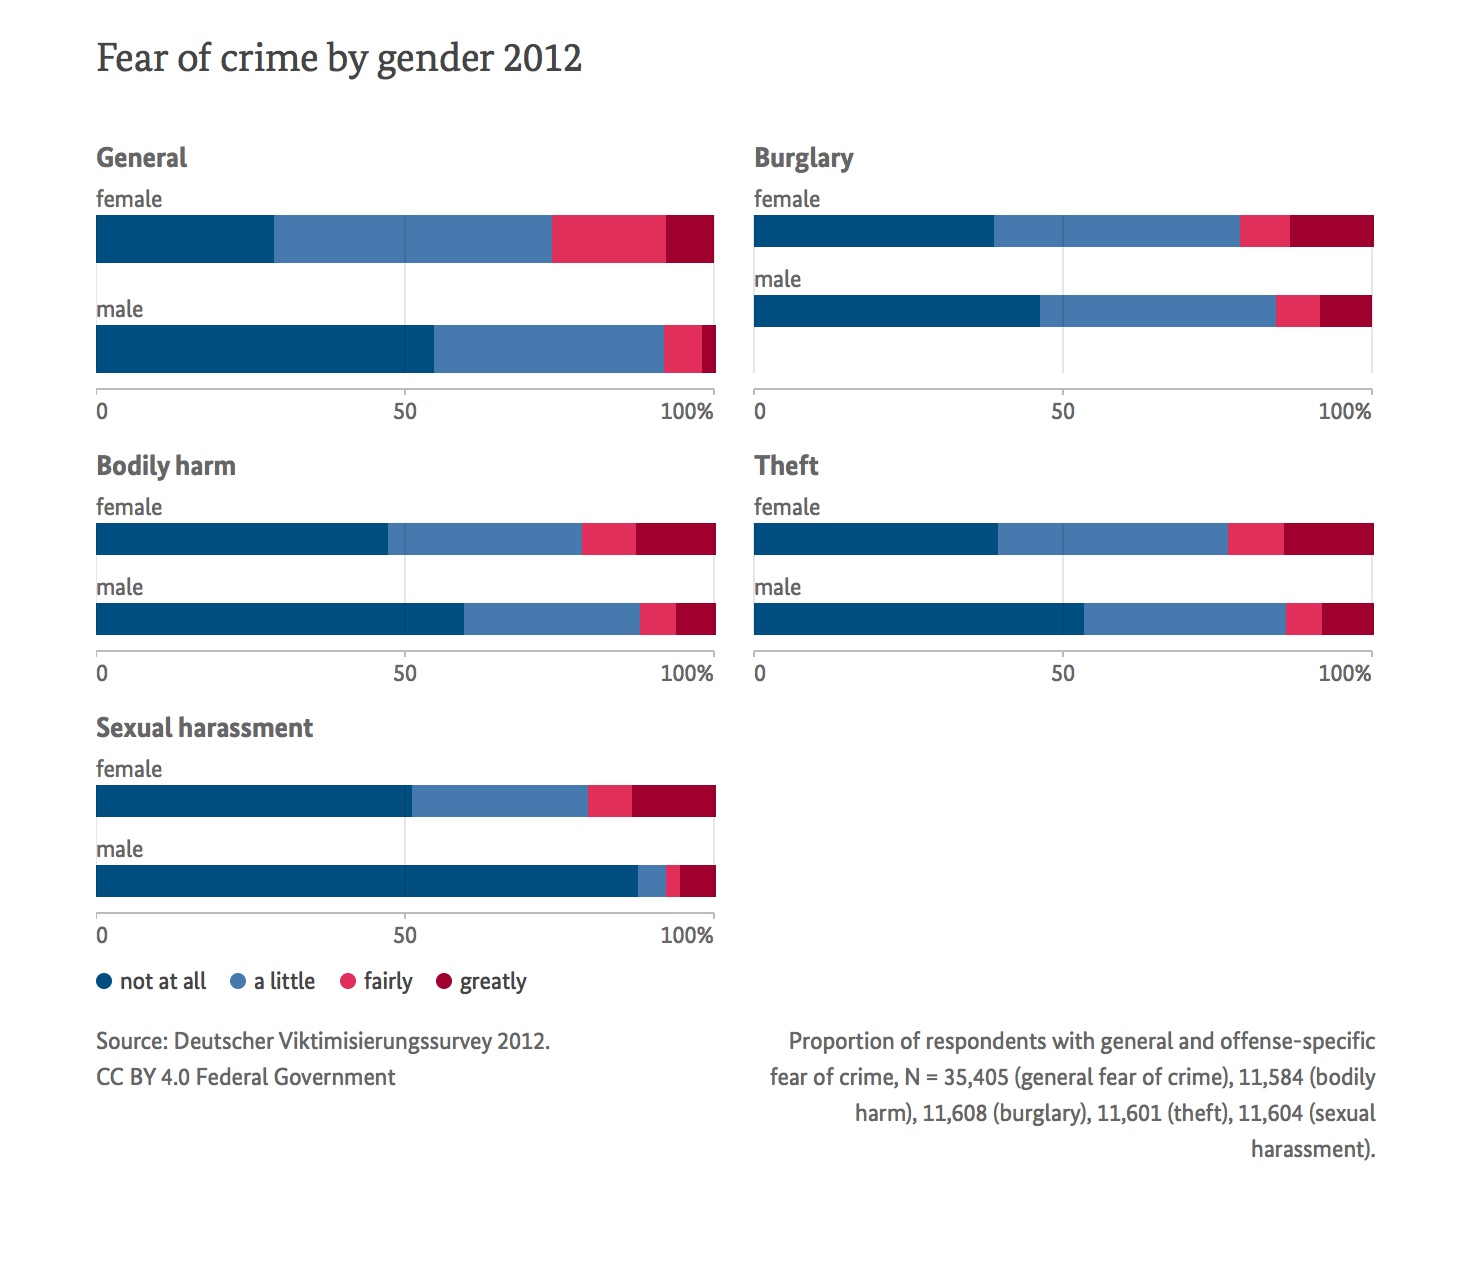 Fear of crime by gender 2012
General
female
male
0 50 100%
Burglary
female
male
0 50 100%
Bodily harm
female
male
0 50 100%
Theft
female
male
0 50 100%
Sexual harassment
female
male
0 50 100%
not at all a little fairly greatly
Source: Deutscher Viktimisierungssurvey 2012.
CC BY 4.0 Federal Government
Proportion of respondents with general and offense-specific
fear of crime, N = 35,405 (general fear of crime), 11,584 (bodily
harm), 11,608 (burglary), 11,601 (theft), 11,604 (sexual
harassment).